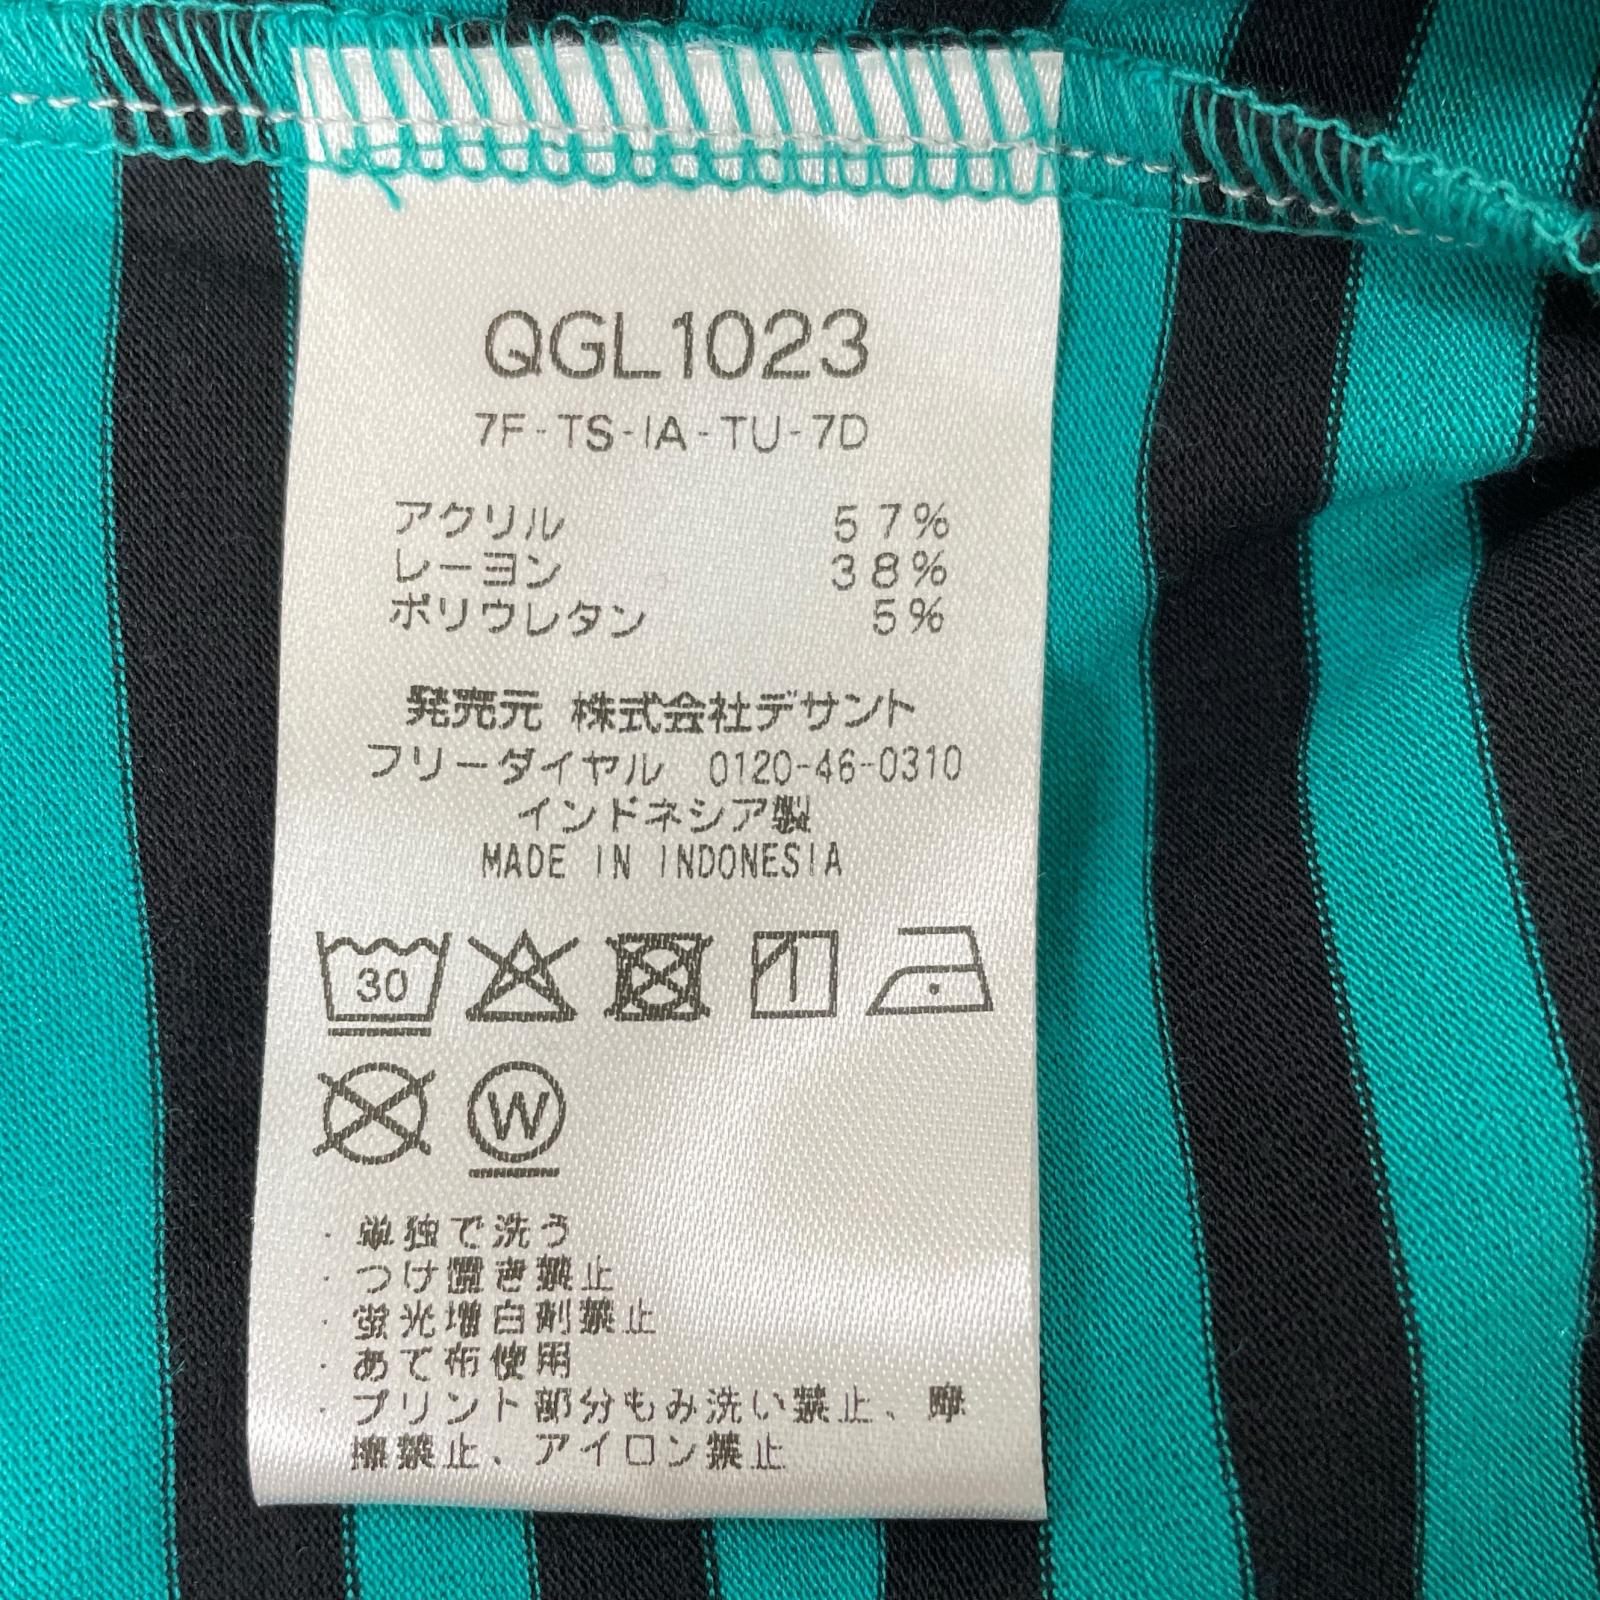 QGL1023
7F-TS-IA-TU-7D
アクリル 57%
レーヨン 38%
ポリウレタン 5%
発売元 株式会社デサント
フリーダイヤル 0120-46-0310
インドネシア製
MADE IN INDONESIA
30
W
・単独で洗う
・つけ置き禁止
・蛍光増白剤禁止
・あて布使用
・プリント部分もみ洗い禁止、摩
擦禁止、アイロン禁止